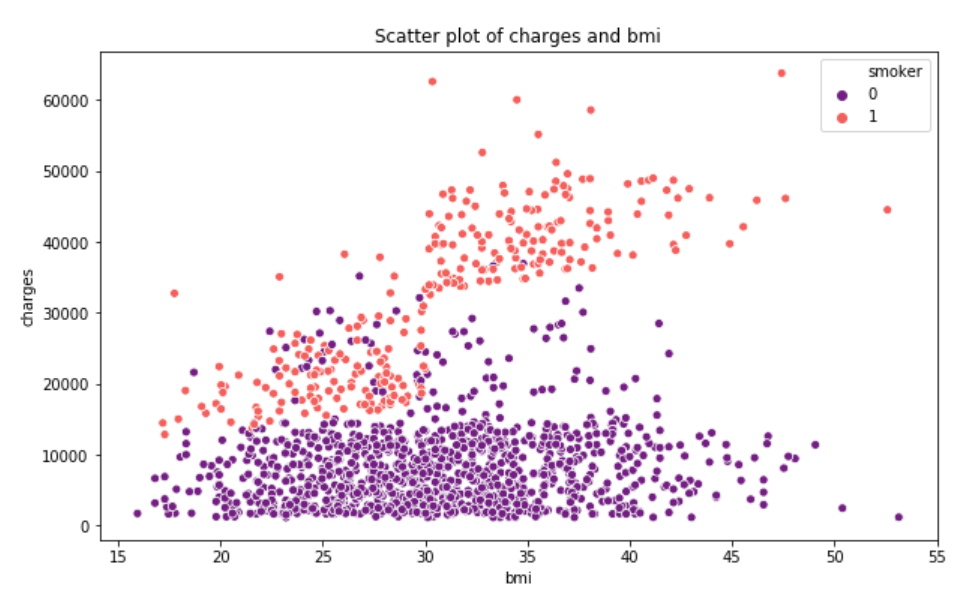 Scatter plot of charges and bmi
smoker
0
1
60000
50000
40000
30000
20000
10000
0
charges
15 20 25 30 35 40 45 50 55
bmi